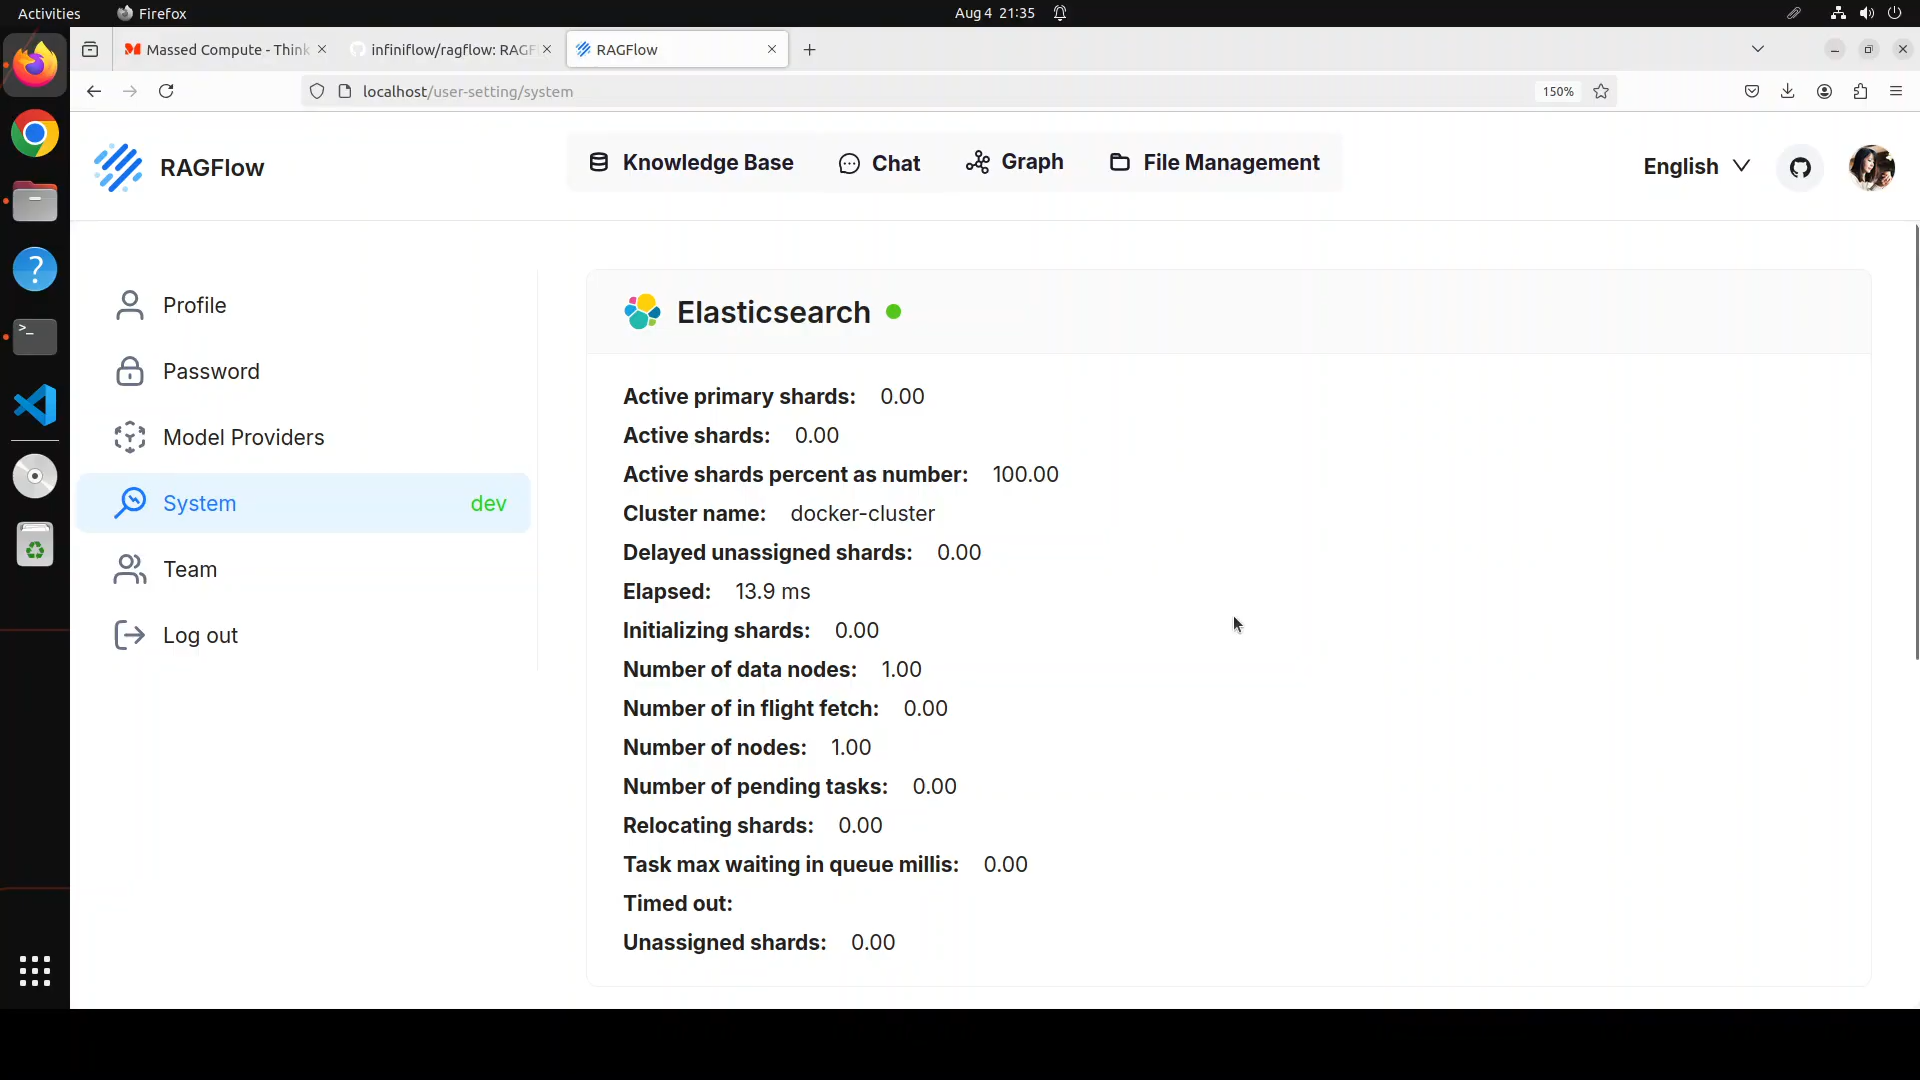 Activities
Firefox
Aug 4 21:35
Massed Compute - Think
infiniflow/ragflow: RAGF
RAGFlow
localhost/user-setting/system
150%
RAGFlow
Knowledge Base
Chat
Graph
File Management
English
Profile
Password
Model Providers
System
dev
Team
Log out
Elasticsearch
Active primary shards: 0.00
Active shards: 0.00
Active shards percent as number: 100.00
Cluster name: docker-cluster
Delayed unassigned shards: 0.00
Elapsed: 13.9 ms
Initializing shards: 0.00
Number of data nodes: 1.00
Number of in flight fetch: 0.00
Number of nodes: 1.00
Number of pending tasks: 0.00
Relocating shards: 0.00
Task max waiting in queue millis: 0.00
Timed out:
Unassigned shards: 0.00